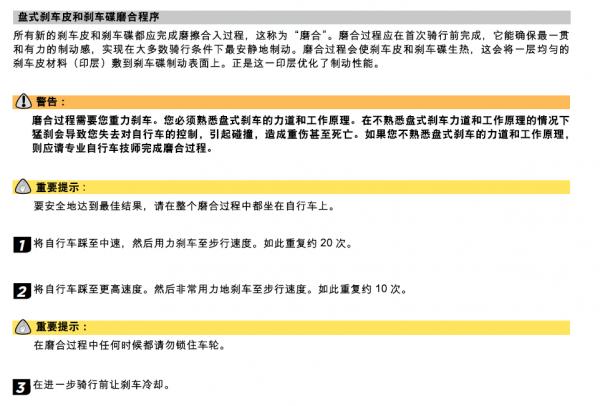 盘式刹车皮和刹车碟磨合程序
所有新的刹车皮和刹车碟都应完成磨擦合入过程，这称为“磨合”。磨合过程应在首次骑行前完成，它能确保最一贯
和有力的制动感，实现在大多数骑行条件下最安静地制动。磨合过程会使刹车皮和刹车碟生热，这会将一层均匀的
刹车皮材料（印层）敷到刹车碟制动表面上。正是这一印层优化了制动性能。
警告：
磨合过程需要您重力刹车。您必须熟悉盘式刹车的力道和工作原理。在不熟悉盘式刹车力道和工作原理的情况下
猛刹会导致您失去对自行车的控制，引起碰撞，造成重伤甚至死亡。如果您不熟悉盘式刹车的力道和工作原理，
则应请专业自行车技师完成磨合过程。
重要提示：
要安全地达到最佳结果，请在整个磨合过程中都坐在自行车上。
1 将自行车踩至中速，然后用力刹车至步行速度。如此重复约 20 次。
2 将自行车踩至更高速度。然后非常用力地刹车至步行速度。如此重复约 10 次。
重要提示：
在磨合过程中任何时候都请勿锁住车轮。
3 在进一步骑行前让刹车冷却。